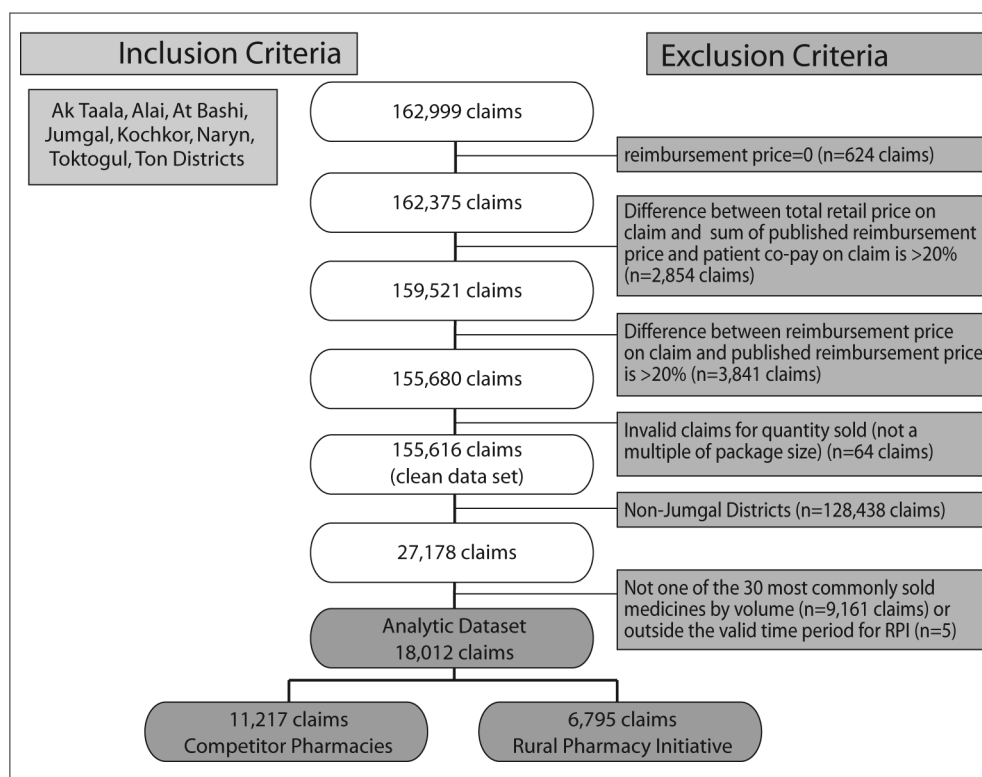 Inclusion Criteria
Exclusion Criteria
Ak Taala, Alai, At Bashi,
Jumgal, Kochkor, Naryn,
Toktogul, Ton Districts
162,999 claims
reimbursement price=0 (n=624 claims)
162,375 claims
Difference between total retail price on
claim and sum of published reimbursement
price and patient co-pay on claim is >20%
(n=2,854 claims)
159,521 claims
Difference between reimbursement price
on claim and published reimbursement price
is >20% (n=3,841 claims)
155,680 claims
Invalid claims for quantity sold (not a
multiple of package size) (n=64 claims)
155,616 claims
(clean data set)
Non-Jumgal Districts (n=128,438 claims)
27,178 claims
Not one of the 30 most commonly sold
medicines by volume (n=9,161 claims) or
outside the valid time period for RPI (n=5)
Analytic Dataset
18,012 claims
11,217 claims
Competitor Pharmacies
6,795 claims
Rural Pharmacy Initiative